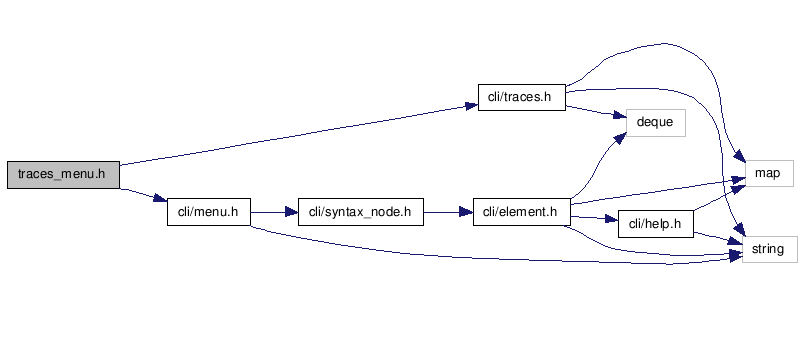 cli/traces.h
deque
traces_menu.h
map
cli/menu.h
cli/syntax_node.h
cli/element.h
cli/help.h
string